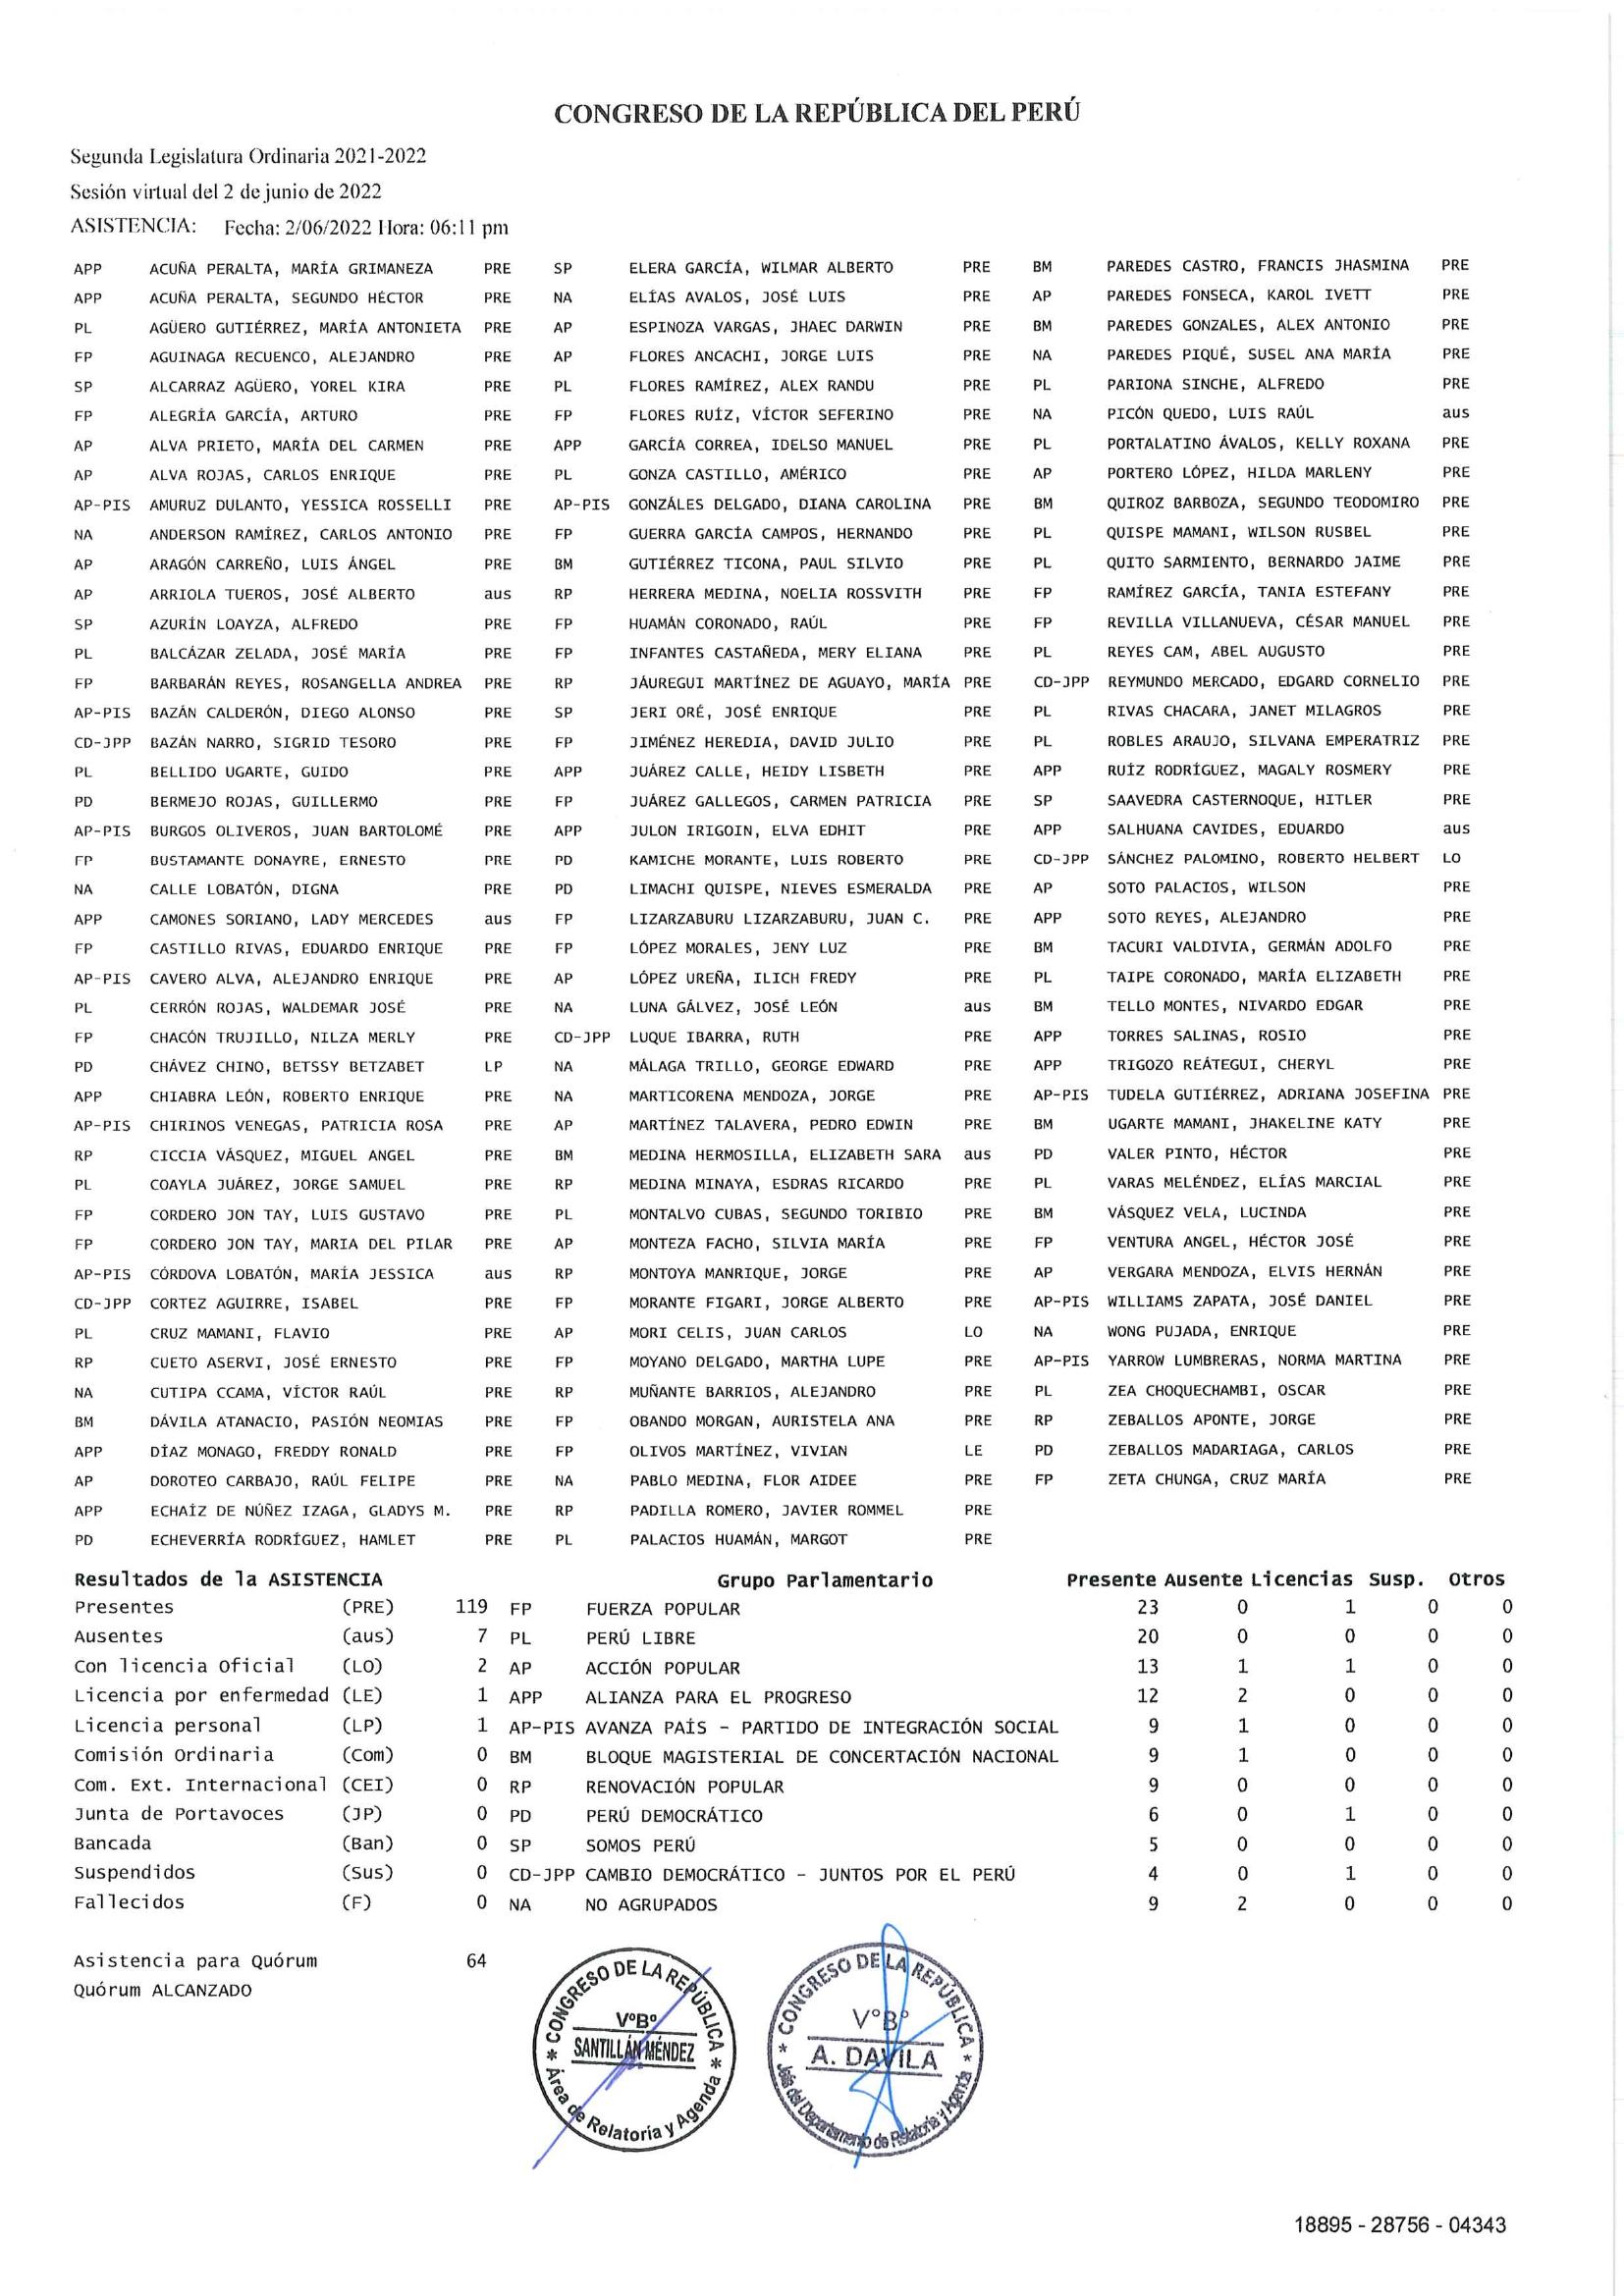 CONGRESO DE LA REPÚBLICA DEL PERÚ
Segunda Legislatura Ordinaria 2021-2022
Sesión virtual del 2 de junio de 2022
ASISTENCIA: Fecha: 2/06/2022 Hora: 06:11 pm
APP ACUÑA PERALTA, MARÍA GRIMANEZA PRE SP ELERA GARCÍA, WILMAR ALBERTO PRE BM PAREDES CASTRO, FRANCIS JHASMINA PRE
APP ACUÑA PERALTA, SEGUNDO HÉCTOR PRE NA ELÍAS AVALOS, JOSÉ LUIS PRE AP PAREDES FONSECA, KAROL IVETT PRE
PL AGÜERO GUTIÉRREZ, MARÍA ANTONIETA PRE AP ESPINOZA VARGAS, JHAEC DARWIN PRE BM PAREDES GONZALES, ALEX ANTONIO PRE
FP AGUINAGA RECUENCO, ALEJANDRO PRE AP FLORES ANCACHI, JORGE LUIS PRE NA PAREDES PIQUÉ, SUSEL ANA MARÍA PRE
SP ALCARRAZ AGÜERO, YOREL KIRA PRE PL FLORES RAMÍREZ, ALEX RANDU PRE PL PARIONA SINCHE, ALFREDO PRE
FP ALEGRÍA GARCÍA, ARTURO PRE FP FLORES RUÍZ, VÍCTOR SEFERINO PRE NA PICÓN QUEDO, LUIS RAÚL aus
AP ALVA PRIETO, MARÍA DEL CARMEN PRE APP GARCÍA CORREA, IDELSO MANUEL PRE PL PORTALATINO ÁVALOS, KELLY ROXANA PRE
AP ALVA ROJAS, CARLOS ENRIQUE PRE PL GONZA CASTILLO, AMÉRICO PRE AP PORTERO LÓPEZ, HILDA MARLENY PRE
AP-PIS AMURUZ DULANTO, YESSICA ROSSELLI PRE AP-PIS GONZÁLES DELGADO, DIANA CAROLINA PRE BM QUIROZ BARBOZA, SEGUNDO TEODOMIRO PRE
NA ANDERSON RAMÍREZ, CARLOS ANTONIO PRE FP GUERRA GARCÍA CAMPOS, HERNANDO PRE PL QUISPE MAMANI, WILSON RUSBEL PRE
AP ARAGÓN CARREÑO, LUIS ÁNGEL PRE BM GUTIÉRREZ TICONA, PAUL SILVIO PRE PL QUITO SARMIENTO, BERNARDO JAIME PRE
AP ARRIOLA TUEROS, JOSÉ ALBERTO aus RP HERRERA MEDINA, NOELIA ROSSVITH PRE FP RAMÍREZ GARCÍA, TANIA ESTEFANY PRE
SP AZURÍN LOAYZA, ALFREDO PRE FP HUAMÁN CORONADO, RAÚL PRE FP REVILLA VILLANUEVA, CÉSAR MANUEL PRE
PL BALCÁZAR ZELADA, JOSÉ MARÍA PRE FP INFANTES CASTAÑEDA, MERY ELIANA PRE PL REYES CAM, ABEL AUGUSTO PRE
FP BARBARÁN REYES, ROSANGELLA ANDREA PRE RP JÁUREGUI MARTÍNEZ DE AGUAYO, MARÍA PRE CD-JPP REYMUNDO MERCADO, EDGARD CORNELIO PRE
AP-PIS BAZÁN CALDERÓN, DIEGO ALONSO PRE SP JERI ORÉ, JOSÉ ENRIQUE PRE PL RIVAS CHACARA, JANET MILAGROS PRE
CD-JPP BAZÁN NARRO, SIGRID TESORO PRE FP JIMÉNEZ HEREDIA, DAVID JULIO PRE PL ROBLES ARAUJO, SILVANA EMPERATRIZ PRE
PL BELLIDO UGARTE, GUIDO PRE APP JUÁREZ CALLE, HEIDY LISBETH PRE APP RUÍZ RODRÍGUEZ, MAGALY ROSMERY PRE
PD BERMEJO ROJAS, GUILLERMO PRE FP JUÁREZ GALLEGOS, CARMEN PATRICIA PRE SP SAAVEDRA CASTERNOQUE, HITLER PRE
AP-PIS BURGOS OLIVEROS, JUAN BARTOLOMÉ PRE APP JULON IRIGOIN, ELVA EDHIT PRE APP SALHUANA CAVIDES, EDUARDO aus
FP BUSTAMANTE DONAYRE, ERNESTO PRE PD KAMICHE MORANTE, LUIS ROBERTO PRE CD-JPP SÁNCHEZ PALOMINO, ROBERTO HELBERT LO
NA CALLE LOBATÓN, DIGNA PRE PD LIMACHI QUISPE, NIEVES ESMERALDA PRE AP SOTO PALACIOS, WILSON PRE
APP CAMONES SORIANO, LADY MERCEDES aus FP LIZARZABURU LIZARZABURU, JUAN C. PRE APP SOTO REYES, ALEJANDRO PRE
FP CASTILLO RIVAS, EDUARDO ENRIQUE PRE FP LÓPEZ MORALES, JENY LUZ PRE BM TACURI VALDIVIA, GERMÁN ADOLFO PRE
AP-PIS CAVERO ALVA, ALEJANDRO ENRIQUE PRE AP LÓPEZ UREÑA, ILICH FREDY PRE PL TAIPE CORONADO, MARÍA ELIZABETH PRE
PL CERRÓN ROJAS, WALDEMAR JOSÉ PRE NA LUNA GÁLVEZ, JOSÉ LEÓN aus BM TELLO MONTES, NIVARDO EDGAR PRE
FP CHACÓN TRUJILLO, NILZA MERLY PRE CD-JPP LUQUE IBARRA, RUTH PRE APP TORRES SALINAS, ROSIO PRE
PD CHÁVEZ CHINO, BETSSY BETZABET LP NA MÁLAGA TRILLO, GEORGE EDWARD PRE APP TRIGOZO REÁTEGUI, CHERYL PRE
APP CHIABRA LEÓN, ROBERTO ENRIQUE PRE NA MARTICORENA MENDOZA, JORGE PRE AP-PIS TUDELA GUTIÉRREZ, ADRIANA JOSEFINA PRE
AP-PIS CHIRINOS VENEGAS, PATRICIA ROSA PRE AP MARTÍNEZ TALAVERA, PEDRO EDWIN PRE BM UGARTE MAMANI, JHAKELINE KATY PRE
RP CICCIA VÁSQUEZ, MIGUEL ANGEL PRE BM MEDINA HERMOSILLA, ELIZABETH SARA aus PD VALER PINTO, HÉCTOR PRE
PL COAYLA JUÁREZ, JORGE SAMUEL PRE RP MEDINA MINAYA, ESDRAS RICARDO PRE PL VARAS MELÉNDEZ, ELÍAS MARCIAL PRE
FP CORDERO JON TAY, LUIS GUSTAVO PRE PL MONTALVO CUBAS, SEGUNDO TORIBIO PRE BM VÁSQUEZ VELA, LUCINDA PRE
FP CORDERO JON TAY, MARIA DEL PILAR PRE AP MONTEZA FACHO, SILVIA MARÍA PRE FP VENTURA ANGEL, HÉCTOR JOSÉ PRE
AP-PIS CÓRDOVA LOBATÓN, MARÍA JESSICA aus RP MONTOYA MANRIQUE, JORGE PRE AP VERGARA MENDOZA, ELVIS HERNÁN PRE
CD-JPP CORTEZ AGUIRRE, ISABEL PRE FP MORANTE FIGARI, JORGE ALBERTO PRE AP-PIS WILLIAMS ZAPATA, JOSÉ DANIEL PRE
PL CRUZ MAMANI, FLAVIO PRE AP MORI CELIS, JUAN CARLOS LO NA WONG PUJADA, ENRIQUE PRE
RP CUETO ASERVI, JOSÉ ERNESTO PRE FP MOYANO DELGADO, MARTHA LUPE PRE AP-PIS YARROW LUMBRERAS, NORMA MARTINA PRE
NA CUTIPA CCAMA, VÍCTOR RAÚL PRE RP MUÑANTE BARRIOS, ALEJANDRO PRE PL ZEA CHOQUECHAMBI, OSCAR PRE
BM DÁVILA ATANACIO, PASIÓN NEOMIAS PRE FP OBANDO MORGAN, AURISTELA ANA PRE RP ZEBALLOS APONTE, JORGE PRE
APP DÍAZ MONAGO, FREDDY RONALD PRE FP OLIVOS MARTÍNEZ, VIVIAN LE PD ZEBALLOS MADARIAGA, CARLOS PRE
AP DOROTEO CARBAJO, RAÚL FELIPE PRE NA PABLO MEDINA, FLOR AIDEE PRE FP ZETA CHUNGA, CRUZ MARÍA PRE
APP ECHAÍZ DE NÚÑEZ IZAGA, GLADYS M. PRE RP PADILLA ROMERO, JAVIER ROMMEL PRE
PD ECHEVERRÍA RODRÍGUEZ, HAMLET PRE PL PALACIOS HUAMÁN, MARGOT PRE
Resultados de la ASISTENCIA Grupo Parlamentario Presente Ausente Licencias Susp. Otros
Presentes (PRE) 119 FP FUERZA POPULAR 23 0 1 0 0
Ausentes (aus) 7 PL PERÚ LIBRE 20 0 0 0 0
Con licencia Oficial (LO) 2 AP ACCIÓN POPULAR 13 1 1 0 0
Licencia por enfermedad (LE) 1 APP ALIANZA PARA EL PROGRESO 12 2 0 0 0
Licencia personal (LP) 1 AP-PIS AVANZA PAÍS - PARTIDO DE INTEGRACIÓN SOCIAL 9 1 0 0 0
Comisión Ordinaria (Com) 0 BM BLOQUE MAGISTERIAL DE CONCERTACIÓN NACIONAL 9 1 0 0 0
Com. Ext. Internacional (CEI) 0 RP RENOVACIÓN POPULAR 9 0 0 0 0
Junta de Portavoces (JP) 0 PD PERÚ DEMOCRÁTICO 6 0 1 0 0
Bancada (Ban) 0 SP SOMOS PERÚ 5 0 0 0 0
Suspendidos (Sus) 0 CD-JPP CAMBIO DEMOCRÁTICO - JUNTOS POR EL PERÚ 4 0 1 0 0
Fallecidos (F) 0 NA NO AGRUPADOS 9 2 0 0 0
Asistencia para Quórum 64
Quórum ALCANZADO
* CONGRESO DE LA REPÚBLICA *
V°B°
SANTILLÁN MÉNDEZ
Área de Relatoría y Agenda
* CONGRESO DE LA REPÚBLICA *
V°B°
A. DAVILA
Jefa del Departamento de Relatoría y Agenda
18895 - 28756 - 04343